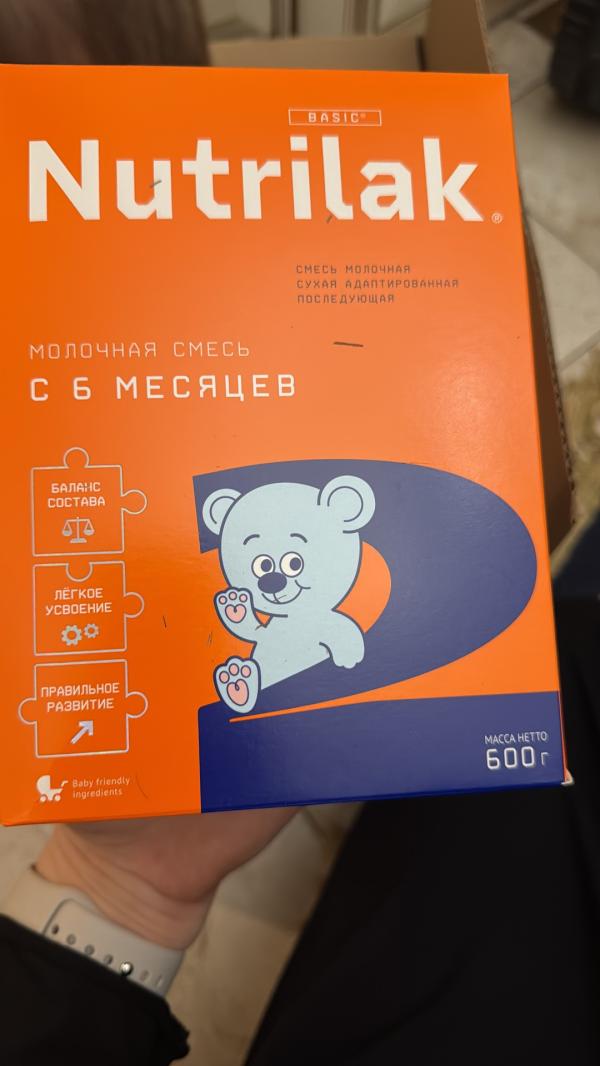 BASIC®
Nutrilak®
СМЕСЬ МОЛОЧНАЯ
СУХАЯ АДАПТИРОВАННАЯ
ПОСЛЕДУЮЩАЯ
МОЛОЧНАЯ СМЕСЬ
С 6 МЕСЯЦЕВ
БАЛАНС
СОСТАВА
ЛЁГКОЕ
УСВОЕНИЕ
ПРАВИЛЬНОЕ
РАЗВИТИЕ
2
Baby friendly
ingredients
МАССА НЕТТО
600 г